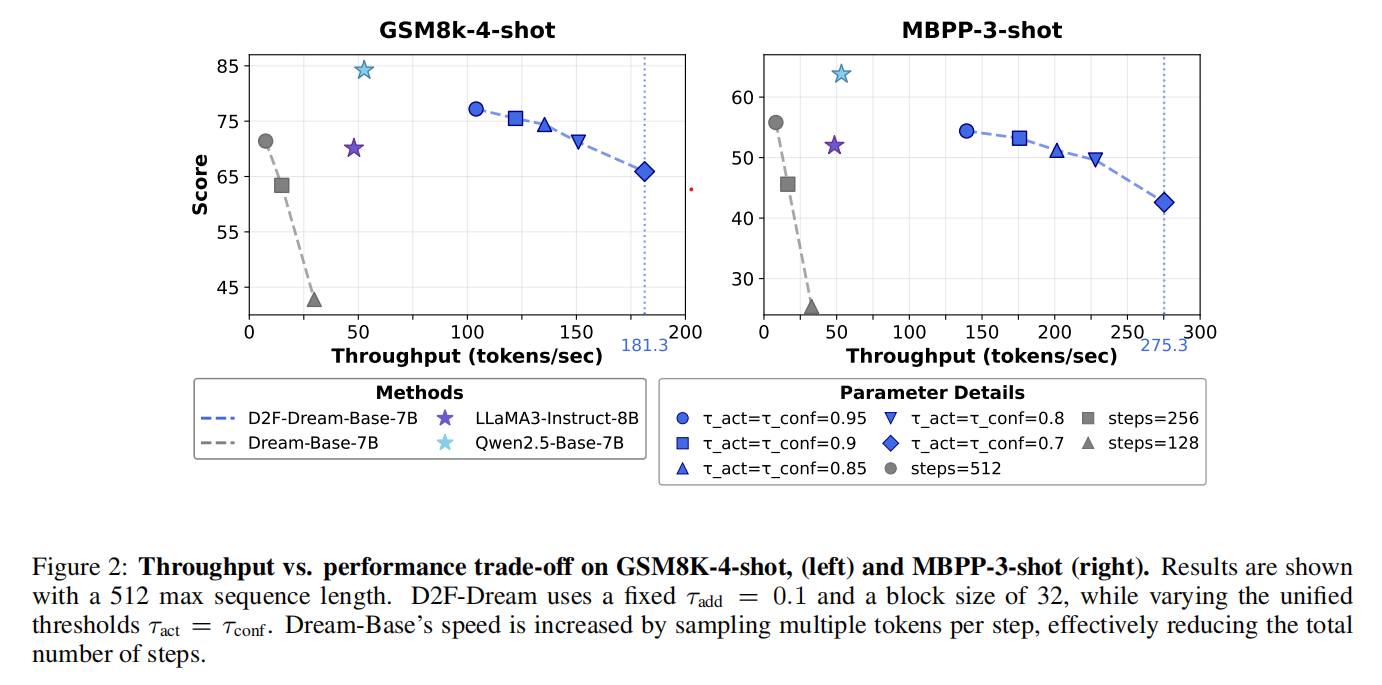 GSM8k-4-shot
MBPP-3-shot
Score
85
75
65
55
45
0
50
100
150
200
181.3
Throughput (tokens/sec)
60
50
40
30
0
50
100
150
200
250
300
275.3
Throughput (tokens/sec)
Methods
D2F-Dream-Base-7B
LLaMA3-Instruct-8B
Dream-Base-7B
Qwen2.5-Base-7B
Parameter Details
τ_act=τ_conf=0.95
τ_act=τ_conf=0.8
steps=256
τ_act=τ_conf=0.9
τ_act=τ_conf=0.7
steps=128
τ_act=τ_conf=0.85
steps=512
Figure 2: Throughput vs. performance trade-off on GSM8K-4-shot, (left) and MBPP-3-shot (right). Results are shown
with a 512 max sequence length. D2F-Dream uses a fixed τadd = 0.1 and a block size of 32, while varying the unified
thresholds τact = τconf. Dream-Base's speed is increased by sampling multiple tokens per step, effectively reducing the total
number of steps.